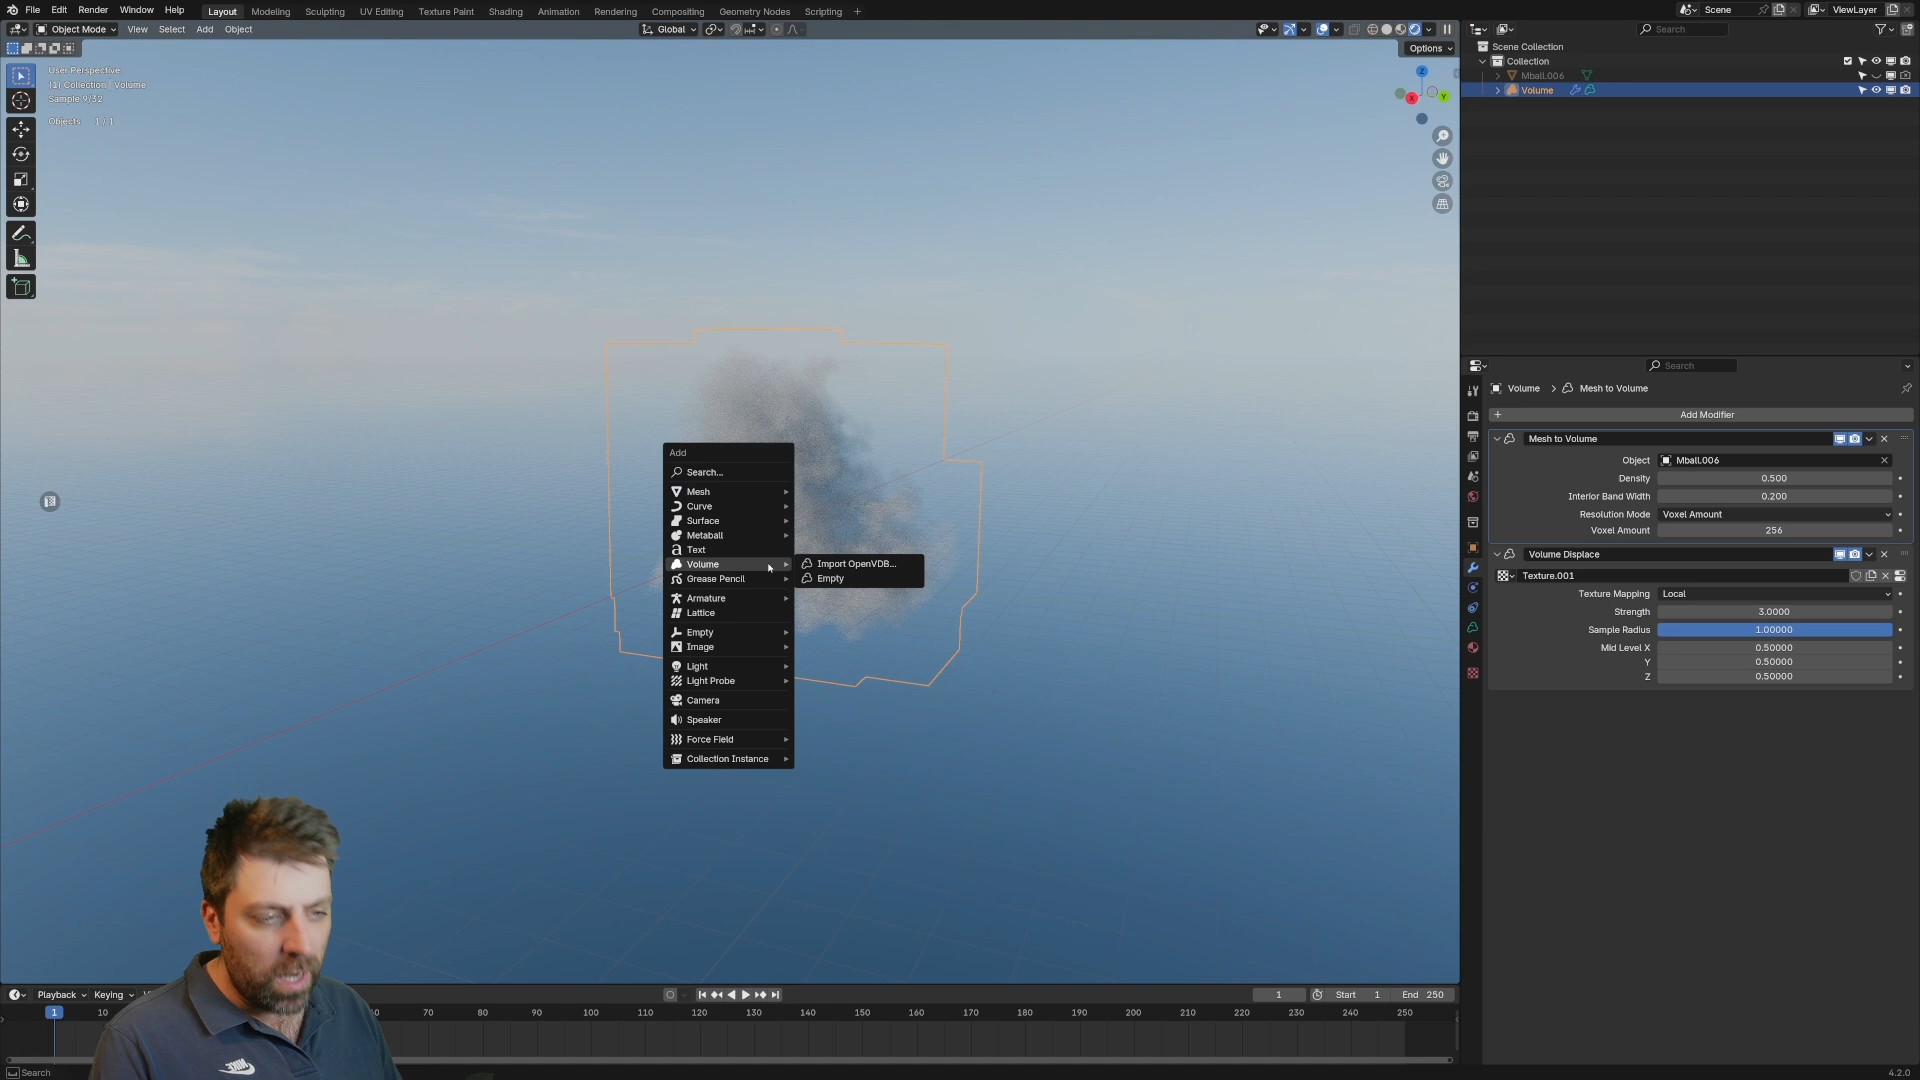 File Edit Render Window Help Layout Modeling Sculpting UV Editing Texture Paint Shading Animation Rendering Compositing Geometry Nodes Scripting + Scene ViewLayer
Object Mode View Select Add Object Global Search
Options
Scene Collection
Collection
Mball.006
Volume
User Perspective
(1) Collection | Volume
Sample 9/32
Objects 1/1
Z
X
Y
Search
Volume > Mesh to Volume
+ Add Modifier
Mesh to Volume
Object Mball.006
Density 0.500
Interior Band Width 0.200
Resolution Mode Voxel Amount
Voxel Amount 256
Volume Displace
Texture.001
Texture Mapping Local
Strength 3.0000
Sample Radius 1.00000
Mid Level X 0.50000
Y 0.50000
Z 0.50000
Add
Search...
Mesh
Curve
Surface
Metaball
Text
Volume
Grease Pencil
Armature
Lattice
Empty
Image
Light
Light Probe
Camera
Speaker
Force Field
Collection Instance
Import OpenVDB...
Empty
Playback Keying 1 Start 1 End 250
1 10 70 80 90 100 110 120 130 140 150 160 170 180 190 200 210 220 230 240 250
Search 4.2.0